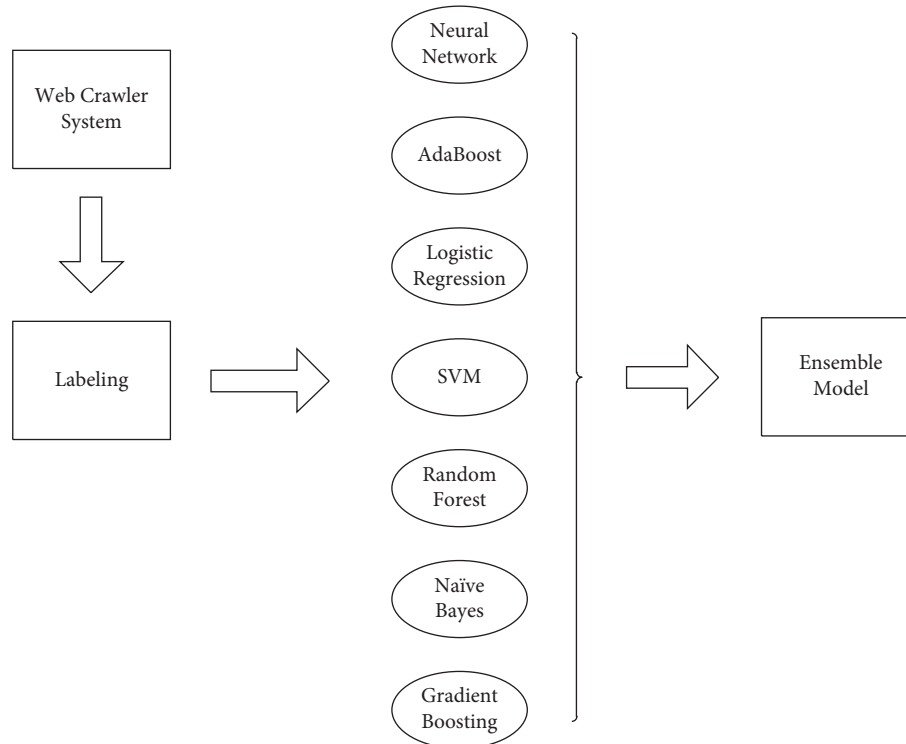 Web Crawler
System
Labeling
Neural
Network
AdaBoost
Logistic
Regression
SVM
Random
Forest
Naïve
Bayes
Gradient
Boosting
Ensemble
Model